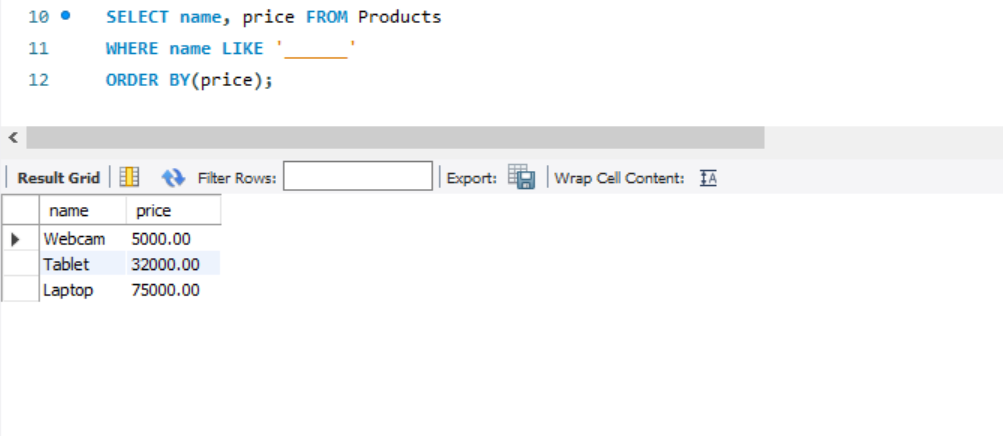 10 SELECT name, price FROM Products
11 WHERE name LIKE '______'
12 ORDER BY(price);
Result Grid Filter Rows: Export: Wrap Cell Content: IA
name price
Webcam 5000.00
Tablet 32000.00
Laptop 75000.00